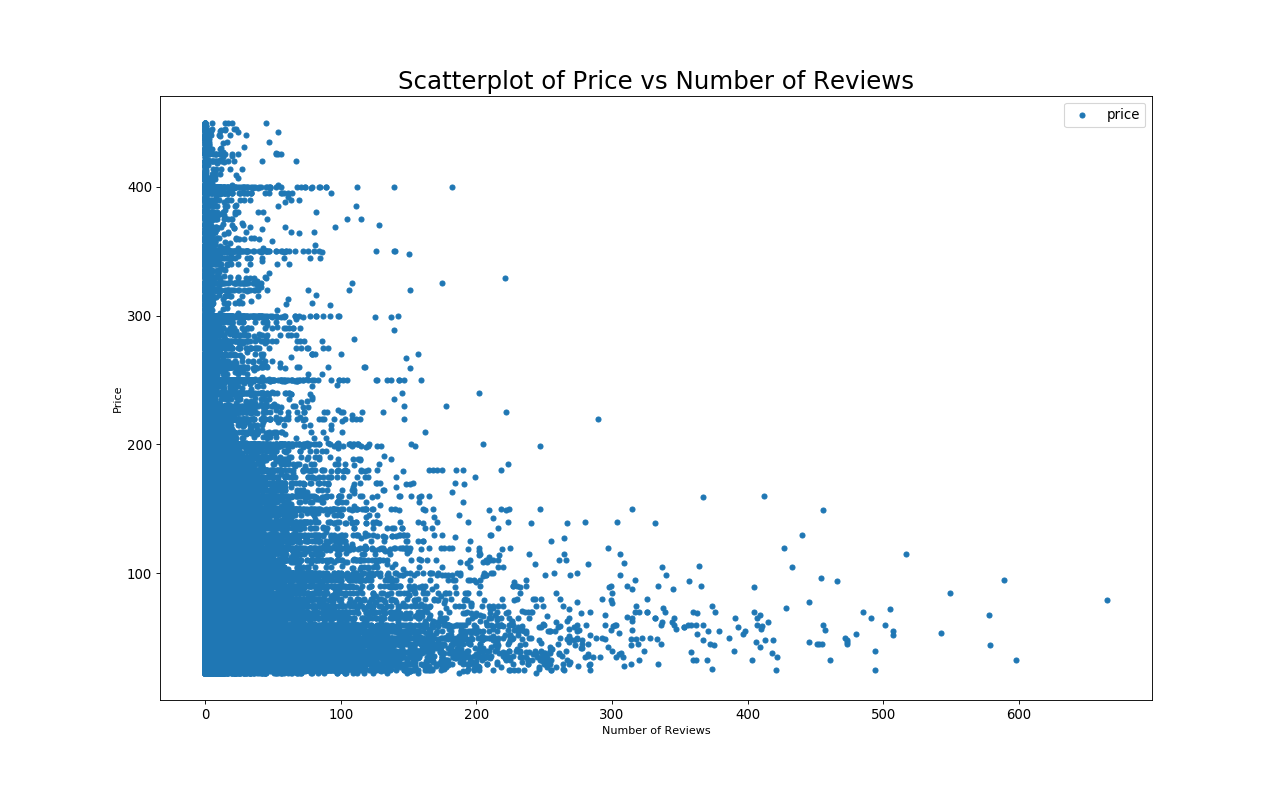 Scatterplot of Price vs Number of Reviews
price
400
300
200
100
Price
0 100 200 300 400 500 600
Number of Reviews